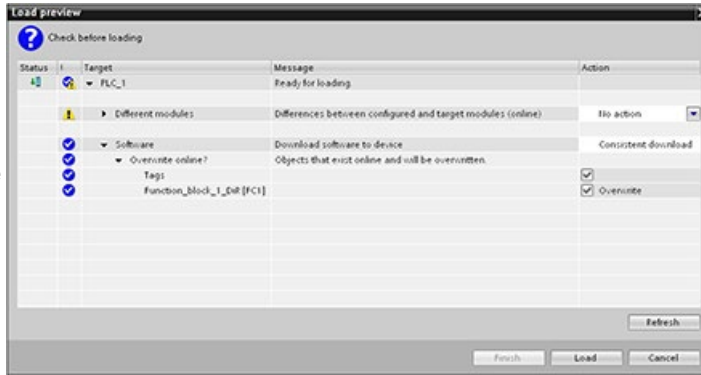 Load preview
Check before loading
Status ! Target Message Action
PLC_1 Ready for loading
Different modules Differences between configured and target modules (online) No action
Software Download software to device Consistent download
Overwrite online? Objects that exist online and will be overwritten.
Tags
Function_block_1_DiR [FC1] Overwrite
Refresh
Finish Load Cancel